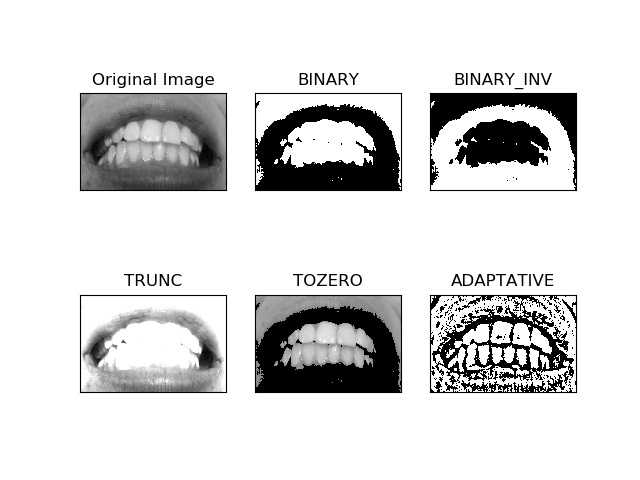 Original Image
BINARY
BINARY_INV
TRUNC
TOZERO
ADAPTATIVE